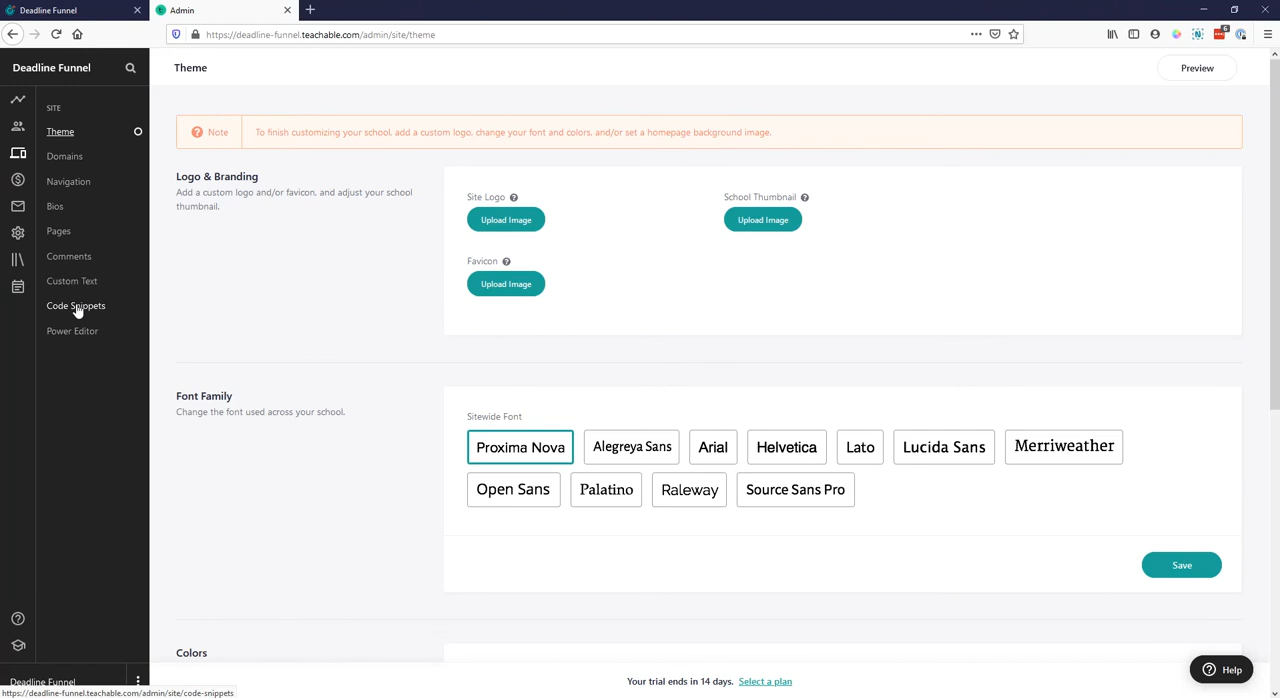 Deadline Funnel
Admin
https://deadline-funnel.teachable.com/admin/site/theme
6
Deadline Funnel
Theme
Preview
SITE
Theme
Domains
Navigation
Bios
Pages
Comments
Custom Text
Code Snippets
Power Editor
Note
To finish customizing your school, add a custom logo, change your font and colors, and/or set a homepage background image.
Logo & Branding
Add a custom logo and/or favicon, and adjust your school
thumbnail.
Site Logo
School Thumbnail
Upload Image
Upload Image
Favicon
Upload Image
Font Family
Change the font used across your school.
Sitewide Font
Proxima Nova
Alegreya Sans
Arial
Helvetica
Lato
Lucida Sans
Merriweather
Open Sans
Palatino
Raleway
Source Sans Pro
Save
Colors
Help
Deadline Funnel
Your trial ends in 14 days. Select a plan
https://deadline-funnel.teachable.com/admin/site/code-snippets